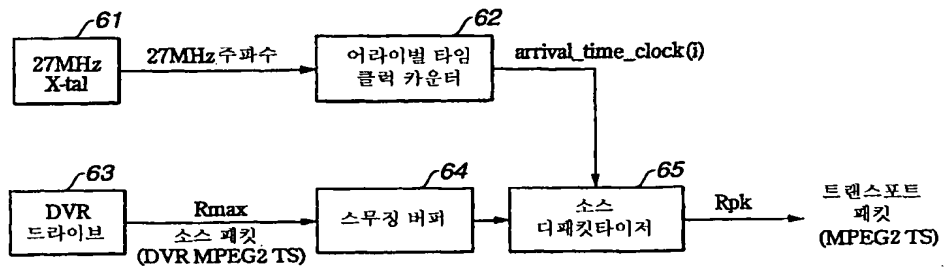 61
27MHz
X-tal
27MHz 주파수
62
어라이벌 타임
클럭 카운터
arrival_time_clock(i)
63
DVR
드라이브
Rmax
소스 패킷
(DVR MPEG2 TS)
64
스무징 버퍼
65
소스
디패킷타이저
Rpk
트랜스포트
패킷
(MPEG2 TS)